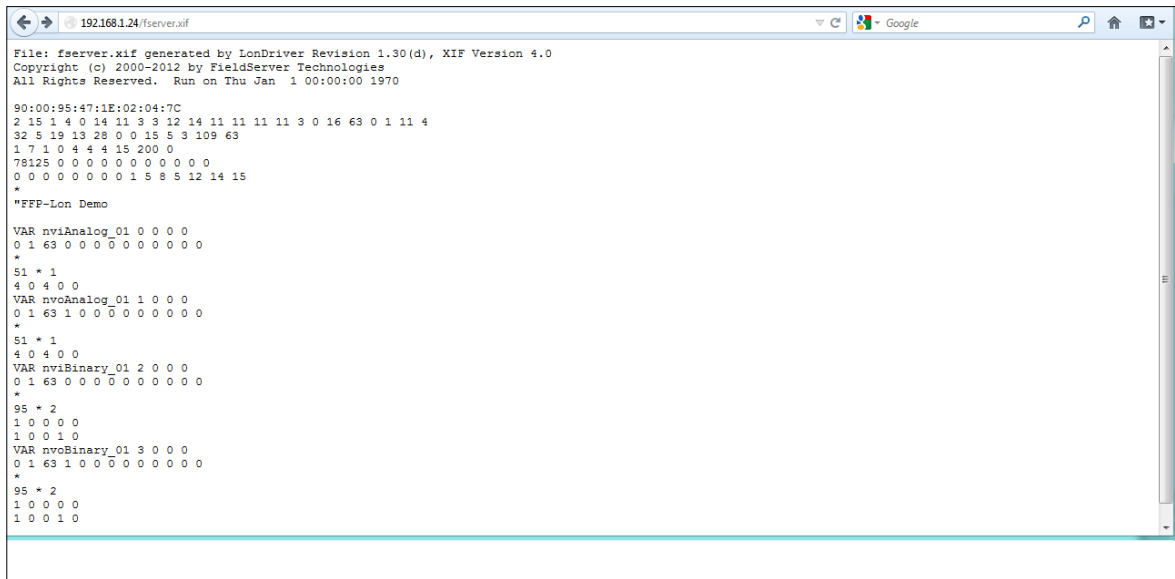 192.168.1.24/fserver.xif
Google
File: fserver.xif generated by LonDriver Revision 1.30(d), XIF Version 4.0
Copyright (c) 2000-2012 by FieldServer Technologies
All Rights Reserved.  Run on Thu Jan  1 00:00:00 1970
90:00:95:47:1E:02:04:7C
2 15 1 4 0 14 11 3 3 12 14 11 11 11 11 3 0 16 63 0 1 11 4
32 5 19 13 28 0 0 15 5 3 109 63
1 7 1 0 4 4 4 15 200 0
78125 0 0 0 0 0 0 0 0 0 0 0
0 0 0 0 0 0 0 0 1 5 8 5 12 14 15
*
"FFP-Lon Demo
VAR nviAnalog_01 0 0 0 0
0 1 63 0 0 0 0 0 0 0 0 0 0
*
51 * 1
4 0 4 0 0
VAR nvoAnalog_01 1 0 0 0
0 1 63 1 0 0 0 0 0 0 0 0 0
*
51 * 1
4 0 4 0 0
VAR nviBinary_01 2 0 0 0
0 1 63 0 0 0 0 0 0 0 0 0 0
*
95 * 2
1 0 0 0 0
1 0 0 1 0
VAR nvoBinary_01 3 0 0 0
0 1 63 1 0 0 0 0 0 0 0 0 0
*
95 * 2
1 0 0 0 0
1 0 0 1 0